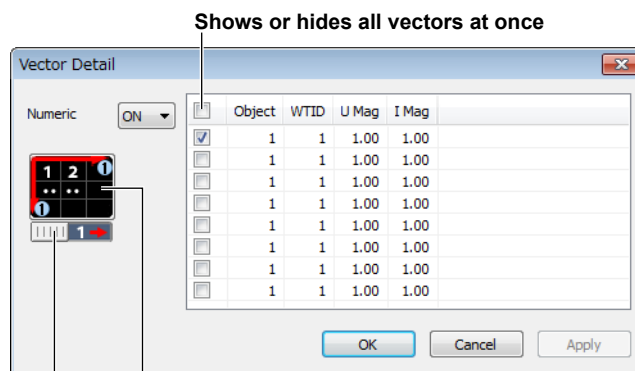 Shows or hides all vectors at once
Vector Detail
Numeric ON
Object WTID U Mag I Mag
1 1 1.00 1.00
1 1 1.00 1.00
1 1 1.00 1.00
1 1 1.00 1.00
1 1 1.00 1.00
1 1 1.00 1.00
1 1 1.00 1.00
1 1 1.00 1.00
1 2 1
1
1
OK Cancel Apply